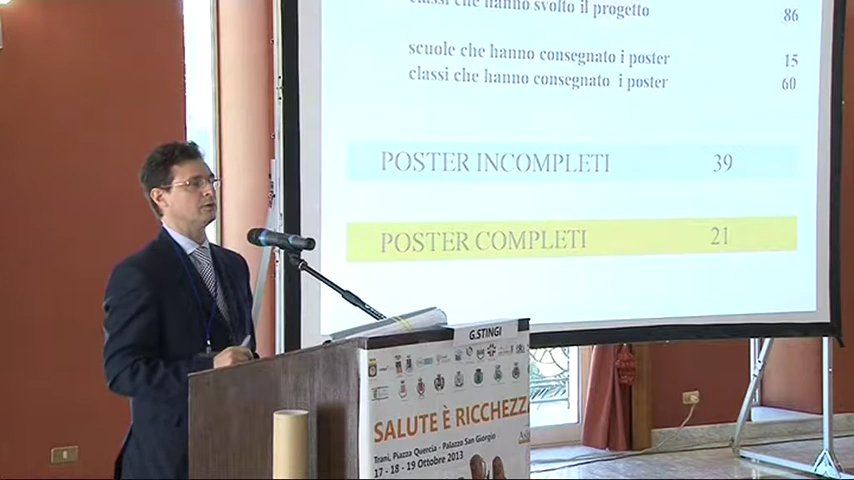 classi che hanno svolto il progetto 86
scuole che hanno consegnato i poster 15
classi che hanno consegnato i poster 60
POSTER INCOMPLETI 39
POSTER COMPLETI 21
G.STINGI
SALUTE È RICCHEZZ
Trani, Piazza Quercia - Palazzo San Giorgio
17 - 18 - 19 Ottobre 2013